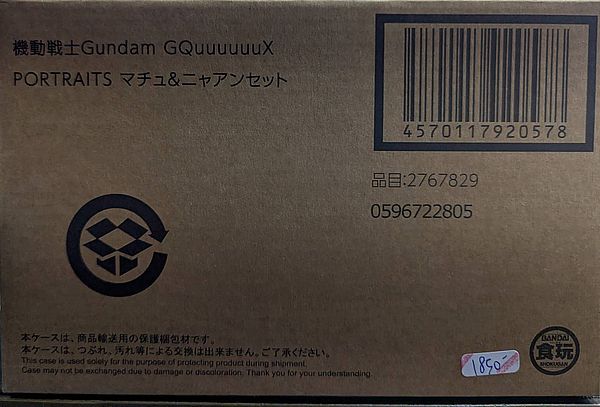 機動戦士Gundam GQuuuuuuX
PORTRAITS マチュ&ニャアンセット
4570117920578
品目:2767829
0596722805
本ケースは、商品輸送用の保護梱包材です。
本ケースは、つぶれ、汚れ等による交換は出来ません。ご了承ください。
This case is used solely for the purpose of protecting product during shipment.
Case may not be exchanged due to damage or discoloration. Thank you for your understanding.
1850-
BANDAI
食玩
SHOKUGAN